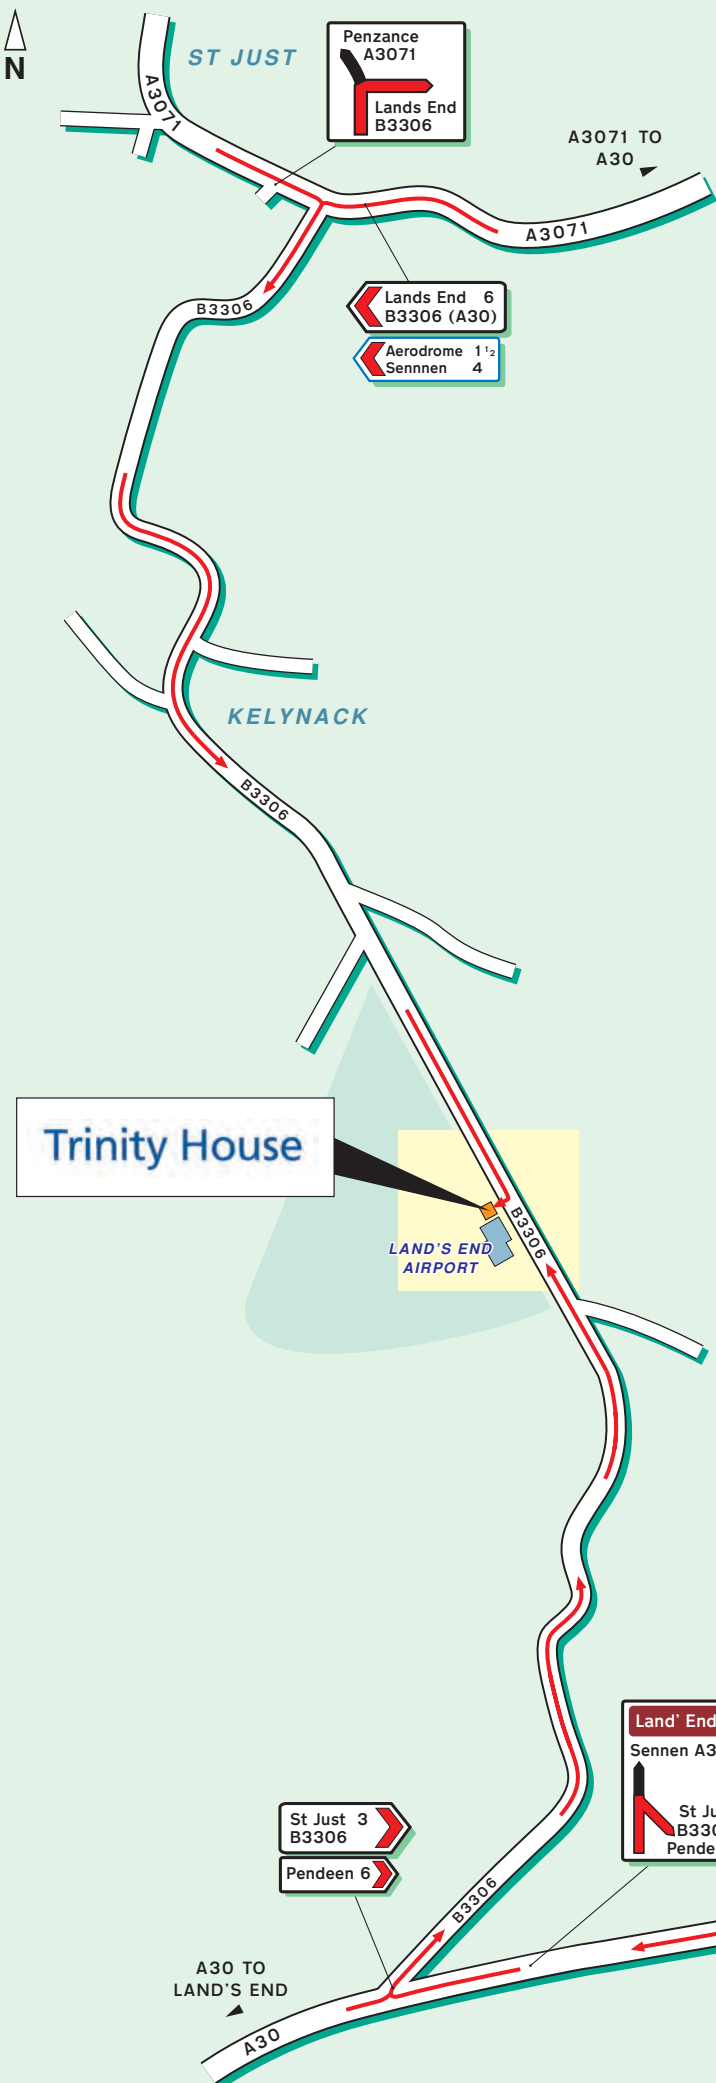 N
ST JUST
Penzance
A3071
Lands End
B3306
A3071
A3071 TO
A30
A3071
B3306
Lands End 6
B3306 (A30)
Aerodrome 1 1/2
Sennnen 4
KELYNACK
B3306
Trinity House
B3306
LAND'S END
AIRPORT
Land' End
Sennen A3
St Ju
B330
Pende
St Just 3
B3306
Pendeen 6
B3306
A30 TO
LAND'S END
A30